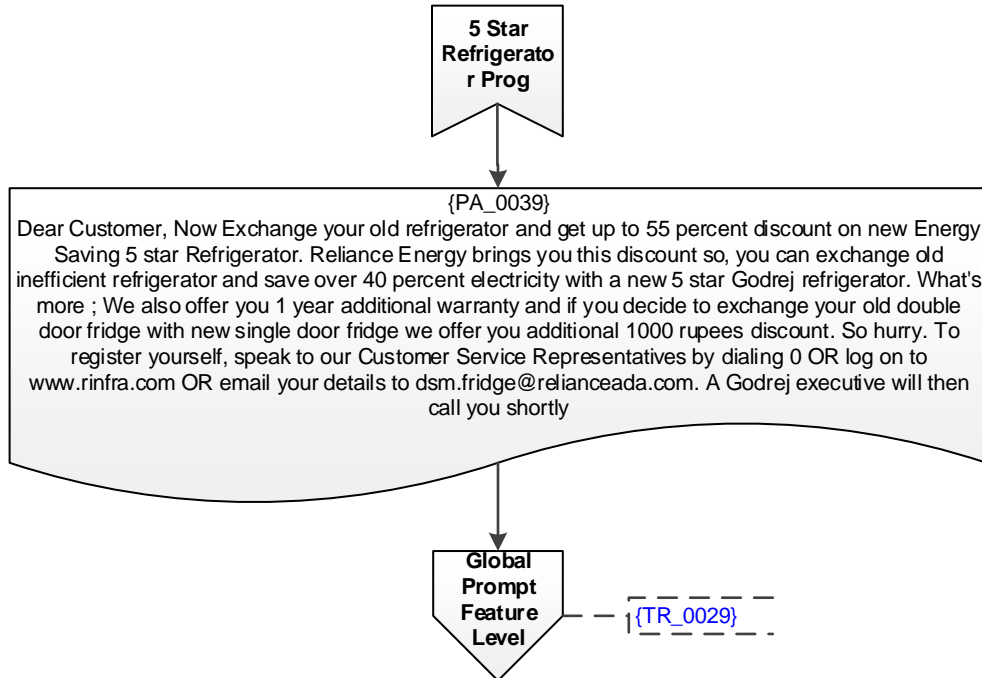 5 Star
Refrigerato
r Prog
{PA_0039}
Dear Customer, Now Exchange your old refrigerator and get up to 55 percent discount on new Energy
Saving 5 star Refrigerator. Reliance Energy brings you this discount so, you can exchange old
inefficient refrigerator and save over 40 percent electricity with a new 5 star Godrej refrigerator. What's
more ; We also offer you 1 year additional warranty and if you decide to exchange your old double
door fridge with new single door fridge we offer you additional 1000 rupees discount. So hurry. To
register yourself, speak to our Customer Service Representatives by dialing 0 OR log on to
www.rinfra.com OR email your details to dsm.fridge@relianceada.com. A Godrej executive will then
call you shortly
Global
Prompt
Feature
Level
{TR_0029}